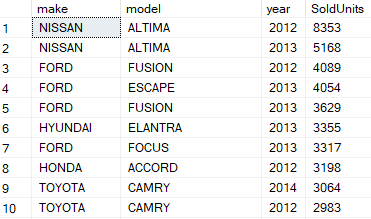 make model year SoldUnits
1 NISSAN ALTIMA 2012 8353
2 NISSAN ALTIMA 2013 5168
3 FORD FUSION 2012 4089
4 FORD ESCAPE 2013 4054
5 FORD FUSION 2013 3629
6 HYUNDAI ELANTRA 2013 3355
7 FORD FOCUS 2013 3317
8 HONDA ACCORD 2012 3198
9 TOYOTA CAMRY 2014 3064
10 TOYOTA CAMRY 2012 2983